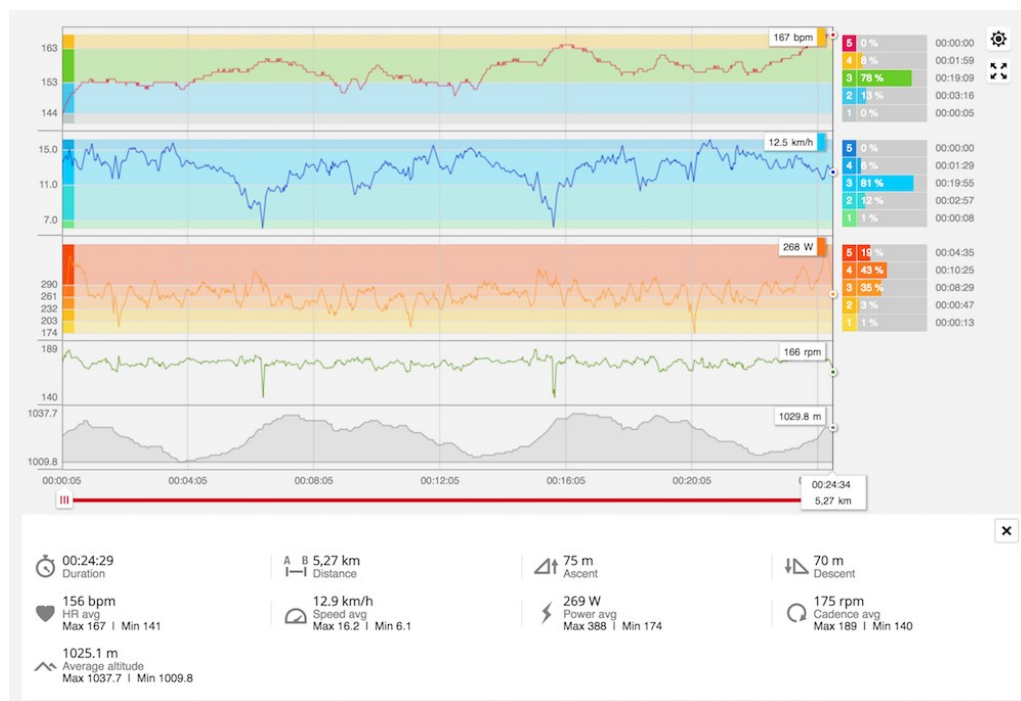 163
153
144
167 bpm
5 0 % 00:00:00
4 8 % 00:01:59
3 78 % 00:19:09
2 13 % 00:03:16
1 0 % 00:00:05
15.0
11.0
7.0
12.5 km/h
5 0 % 00:00:00
4 6 % 00:01:29
3 81 % 00:19:55
2 12 % 00:02:57
1 1 % 00:00:08
290
261
232
203
174
268 W
5 19 % 00:04:35
4 43 % 00:10:25
3 35 % 00:08:29
2 3 % 00:00:47
1 1 % 00:00:13
189
140
166 rpm
1037.7
1009.8
1029.8 m
00:00:05 00:04:05 00:08:05 00:12:05 00:16:05 00:20:05
00:24:34
5,27 km
00:24:29
Duration
A B 5,27 km
Distance
75 m
Ascent
70 m
Descent
156 bpm
HR avg
Max 167 | Min 141
12.9 km/h
Speed avg
Max 16.2 | Min 6.1
269 W
Power avg
Max 388 | Min 174
175 rpm
Cadence avg
Max 189 | Min 140
1025.1 m
Average altitude
Max 1037.7 | Min 1009.8